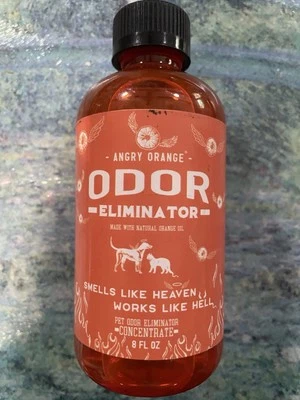 - ANGRY ORANGE -
ODOR
-ELIMINATOR-
MADE WITH NATURAL ORANGE OIL
SMELLS LIKE HEAVEN
WORKS LIKE HELL
PET ODOR ELIMINATOR
-CONCENTRATE-
8 FL OZ